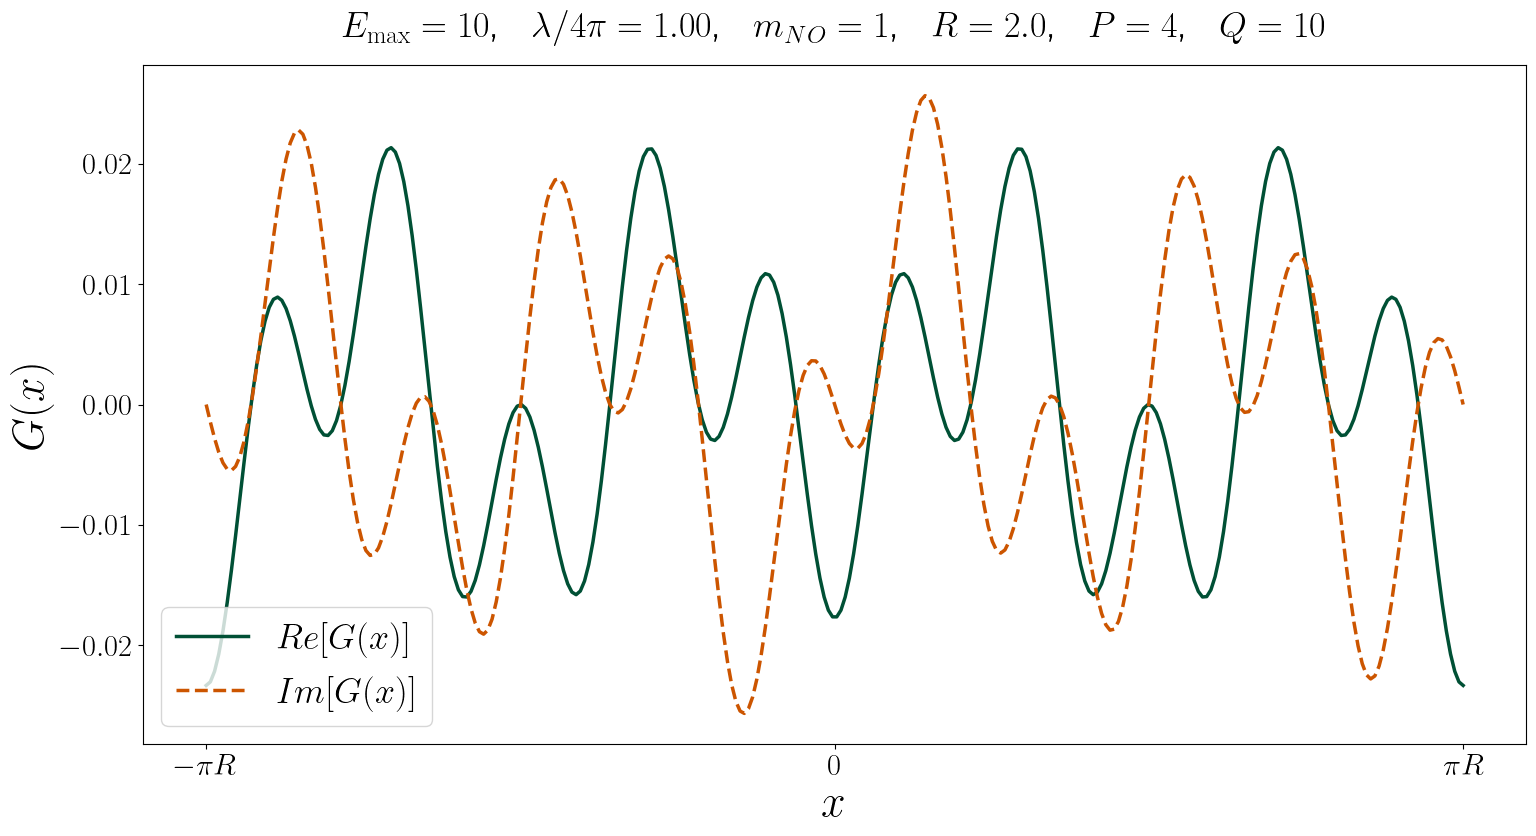 E_max = 10, λ/4π = 1.00, m_NO = 1, R = 2.0, P = 4, Q = 10
G(x)
0.02
0.01
0.00
−0.01
−0.02
Re[G(x)]
Im[G(x)]
−πR 0 πR
x